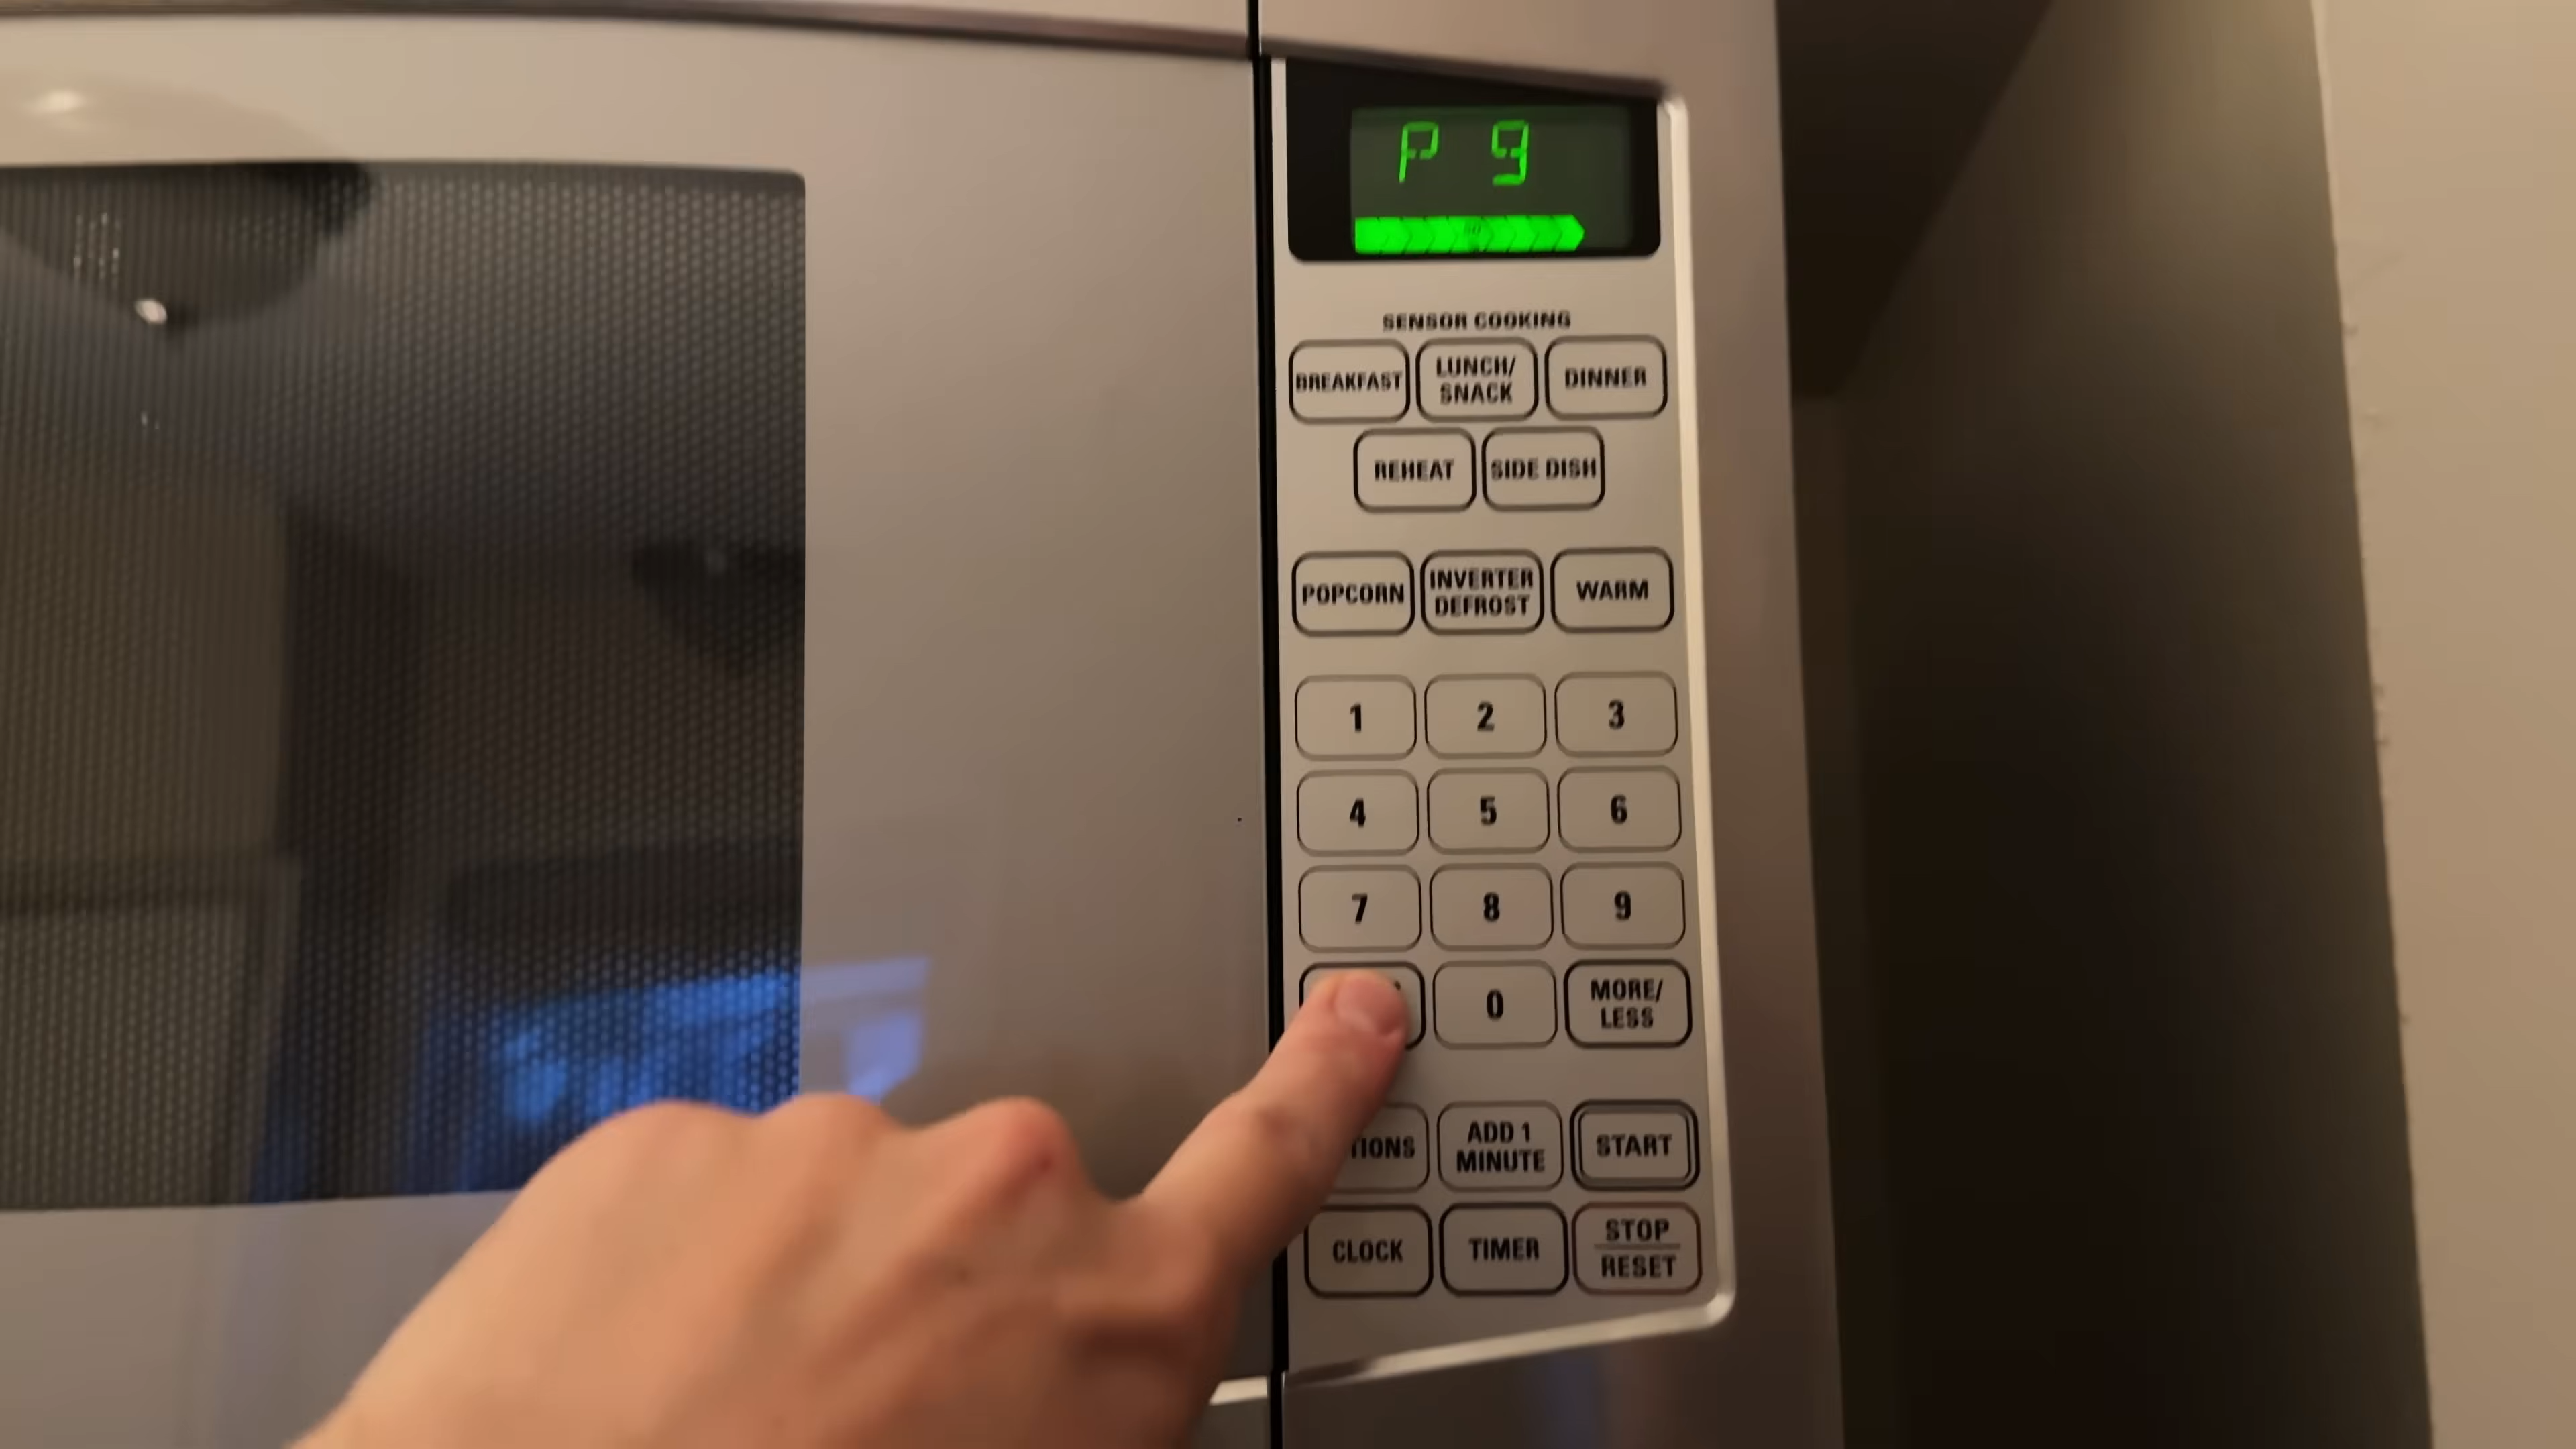 P 9
SENSOR COOKING
BREAKFAST
LUNCH/
SNACK
DINNER
REHEAT
SIDE DISH
POPCORN
INVERTER
DEFROST
WARM
1
2
3
4
5
6
7
8
9
0
MORE/
LESS
TIONS
ADD 1
MINUTE
START
CLOCK
TIMER
STOP
RESET